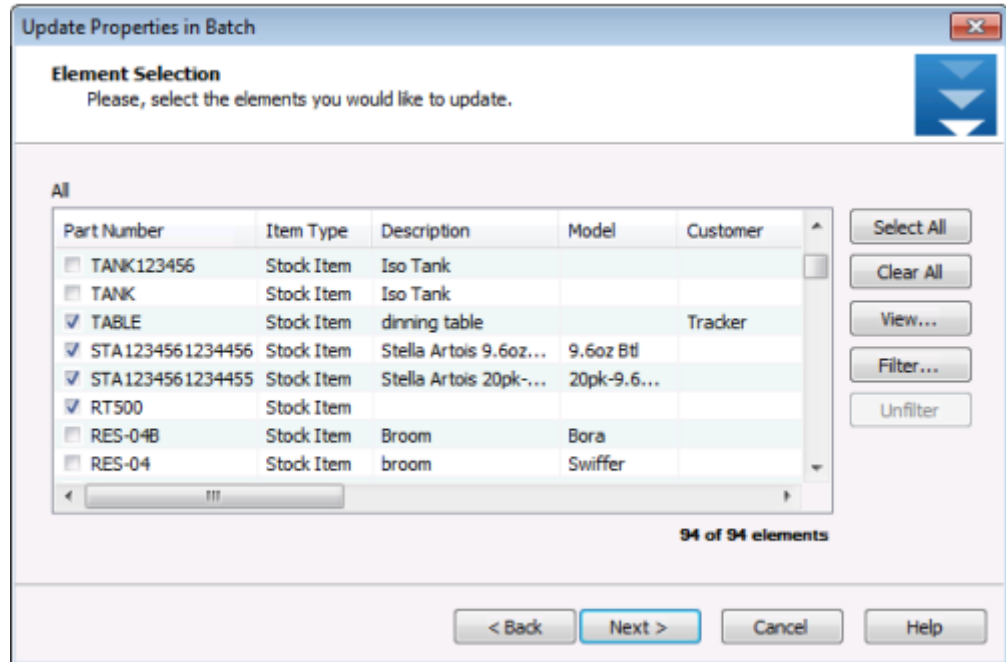 Update Properties in Batch
Element Selection
Please, select the elements you would like to update.
All
Part Number Item Type Description Model Customer
TANK123456 Stock Item Iso Tank
TANK Stock Item Iso Tank
TABLE Stock Item dinning table Tracker
STA1234561234456 Stock Item Stella Artois 9.6oz... 9.6oz Btl
STA1234561234455 Stock Item Stella Artois 20pk-... 20pk-9.6...
RT500 Stock Item
RES-04B Stock Item Broom Bora
RES-04 Stock Item broom Swiffer
Select All
Clear All
View...
Filter...
Unfilter
94 of 94 elements
< Back Next > Cancel Help